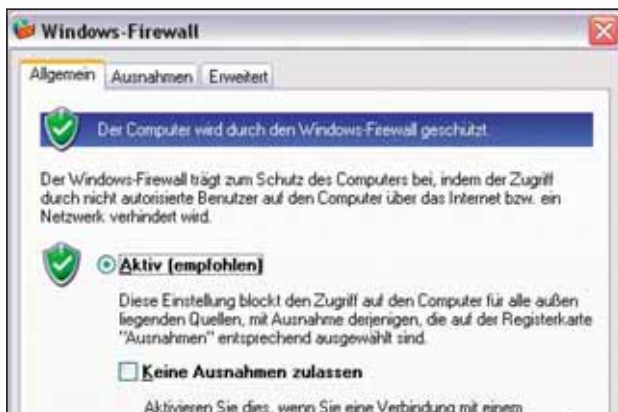 Windows-Firewall
Allgemein Ausnahmen Erweitert
Der Computer wird durch den Windows-Firewall geschützt.
Der Windows-Firewall trägt zum Schutz des Computers bei, indem der Zugriff
durch nicht autorisierte Benutzer auf den Computer über das Internet bzw. ein
Netzwerk verhindert wird.
Aktiv (empfohlen)
Diese Einstellung blockt den Zugriff auf den Computer für alle außen
liegenden Quellen, mit Ausnahme derjenigen, die auf der Registerkarte
"Ausnahmen" entsprechend ausgewählt sind.
Keine Ausnahmen zulassen
Aktivieren Sie dies, wenn Sie eine Verbindung mit einem